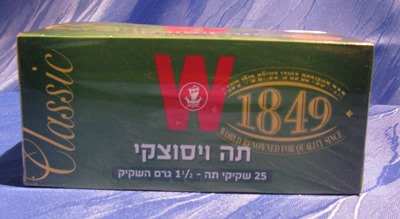 Classic
W
1849
WORLD RENOWNED FOR QUALITY SINCE
תה ויסוצקי
25 שקיקי תה - 1½ גרם השקיק